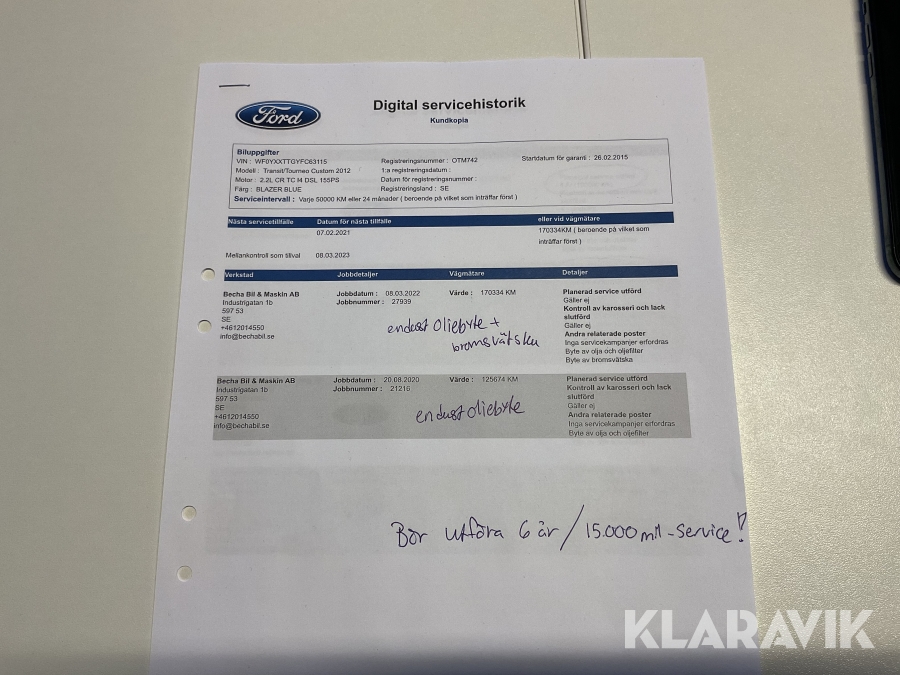 Ford
Digital servicehistorik
Kundkopia
Biluppgifter
VIN : WF0YXXTTGYFC63115 Registreringsnummer : OTM742 Startdatum för garanti : 26.02.2015
Modell : Transit/Tourneo Custom 2012 1:a registreringsdatum :
Motor : 2.2L CR TC I4 DSL 155PS Datum för registreringsnummer :
Färg : BLAZER BLUE Registreringsland : SE
Serviceintervall : Varje 50000 KM eller 24 månader ( beroende på vilket som inträffar först )
Nästa servicetillfälle Datum för nästa tillfälle eller vid vägmätare
07.02.2021 170334KM ( beroende på vilket som
inträffar först )
Mellankontroll som tillval 08.03.2023
Verkstad Jobbdetaljer Vägmätare Detaljer
Becha Bil & Maskin AB Jobbdatum : 08.03.2022 Värde : 170334 KM Planerad service utförd
Industrigatan 1b Jobbnummer : 27939 Gäller ej
597 53 Kontroll av karosseri och lack
SE slutförd
+4612014550 Gäller ej
info@bechabil.se Andra relaterade poster
Inga servicekampanjer erfordras
Byte av olja och oljefilter
Byte av bromsvätska
endast oliebyte +
bromsvätska
Becha Bil & Maskin AB Jobbdatum : 20.08.2020 Värde : 125674 KM Planerad service utförd
Industrigatan 1b Jobbnummer : 21216 Kontroll av karosseri och lack
597 53 slutförd
SE Gäller ej
+4612014550 Andra relaterade poster
info@bechabil.se Inga servicekampanjer erfordras
Byte av olja och oljefilter
endast oliebyte
Bör utföra 6 år / 15.000 mil-service!
KLARAVIK